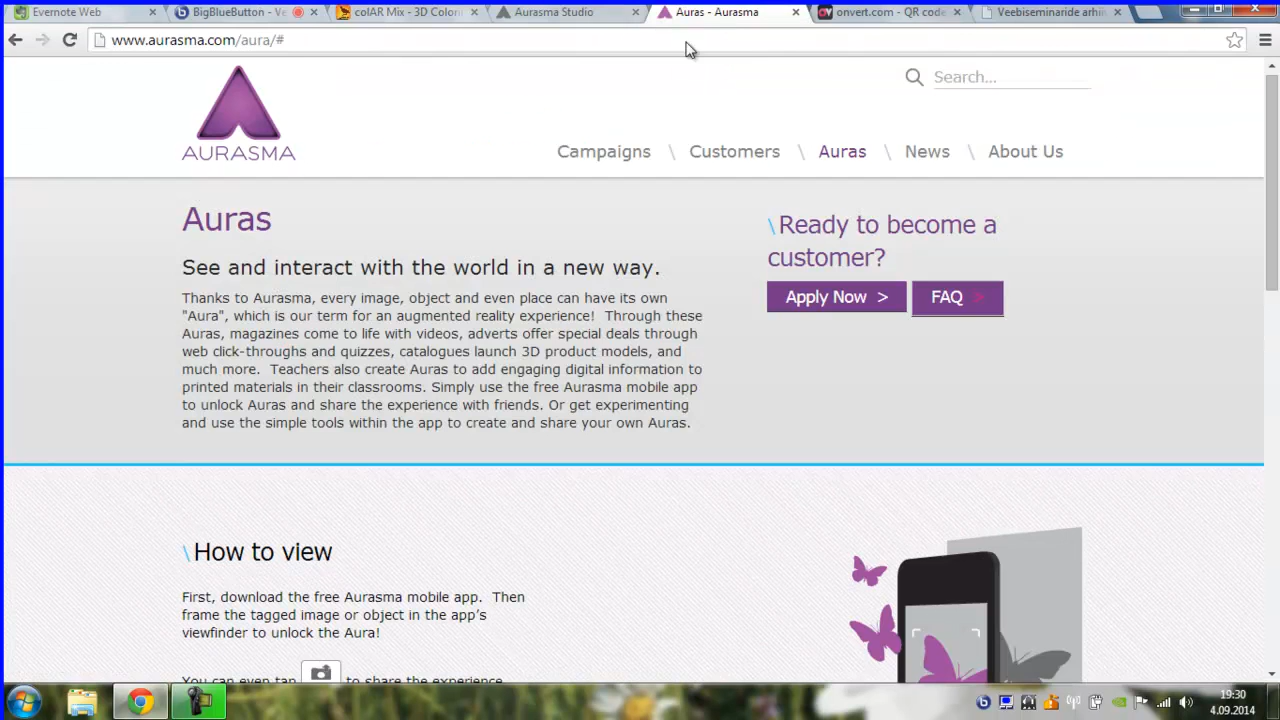 Evernote Web
BigBlueButton - Ve
colAR Mix - 3D Colori
Aurasma Studio
Auras - Aurasma
onvert.com - QR code
Veebiseminaride arhi
www.aurasma.com/aura/#
AURASMA
Search...
Campaigns \ Customers \ Auras \ News \ About Us
Auras
See and interact with the world in a new way.
Thanks to Aurasma, every image, object and even place can have its own
"Aura", which is our term for an augmented reality experience! Through these
Auras, magazines come to life with videos, adverts offer special deals through
web click-throughs and quizzes, catalogues launch 3D product models, and
much more. Teachers also create Auras to add engaging digital information to
printed materials in their classrooms. Simply use the free Aurasma mobile app
to unlock Auras and share the experience with friends. Or get experimenting
and use the simple tools within the app to create and share your own Auras.
\ Ready to become a
customer?
Apply Now >
FAQ >
\ How to view
First, download the free Aurasma mobile app. Then
frame the tagged image or object in the app's
viewfinder to unlock the Aura!
You can even tap to share the experience
19:30
4.09.2014